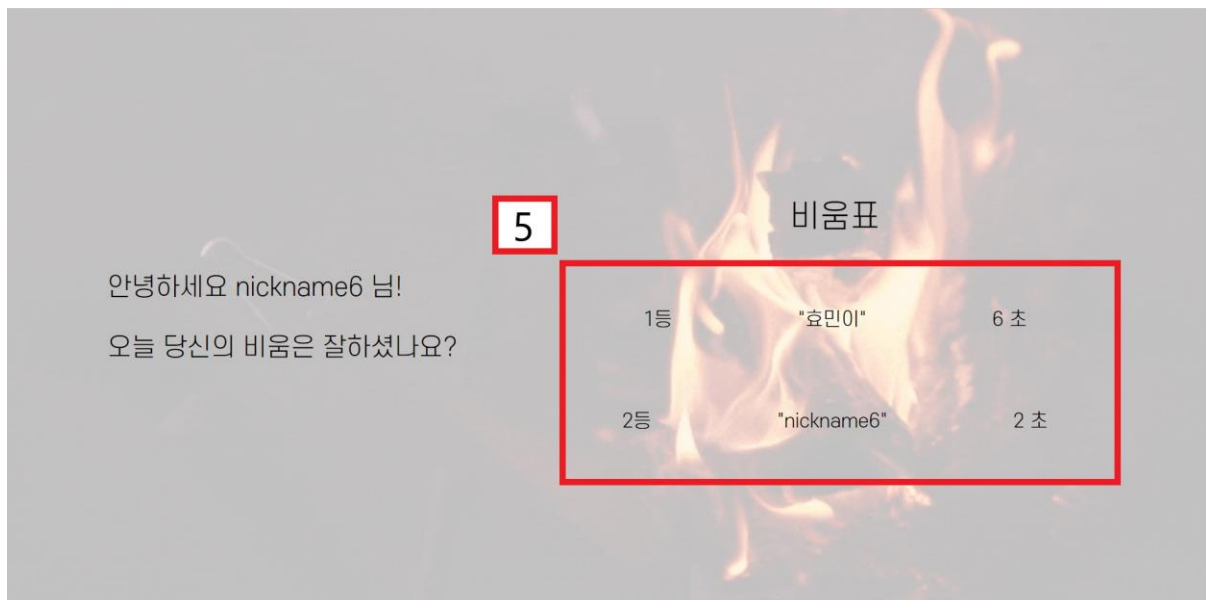 안녕하세요 nickname6 님!
오늘 당신의 비움은 잘하셨나요?
5
비움표
1등 "효민이" 6 초
2등 "nickname6" 2 초